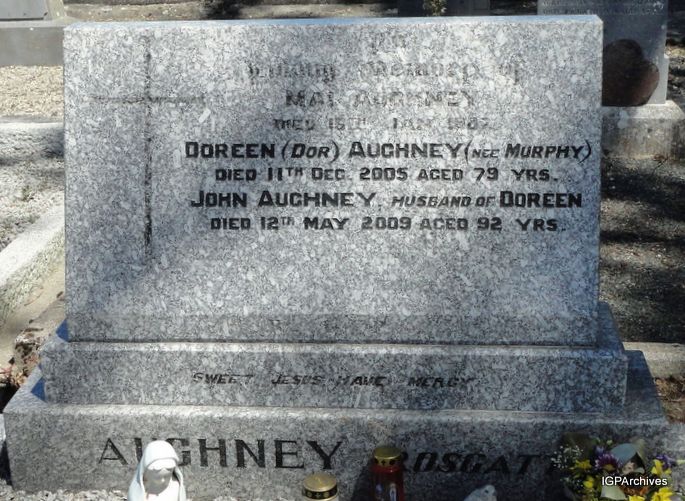 In
Loving Memory of
MAI AUGHNEY
DIED 15TH JAN
DOREEN (DOR) AUGHNEY (NEE MURPHY)
DIED 11TH DEC. 2005 AGED 79 YRS.
JOHN AUGHNEY, HUSBAND OF DOREEN
DIED 12TH MAY 2009 AGED 92 YRS.
SWEET JESUS HAVE MERCY
AUGHNEY
IGPArchives